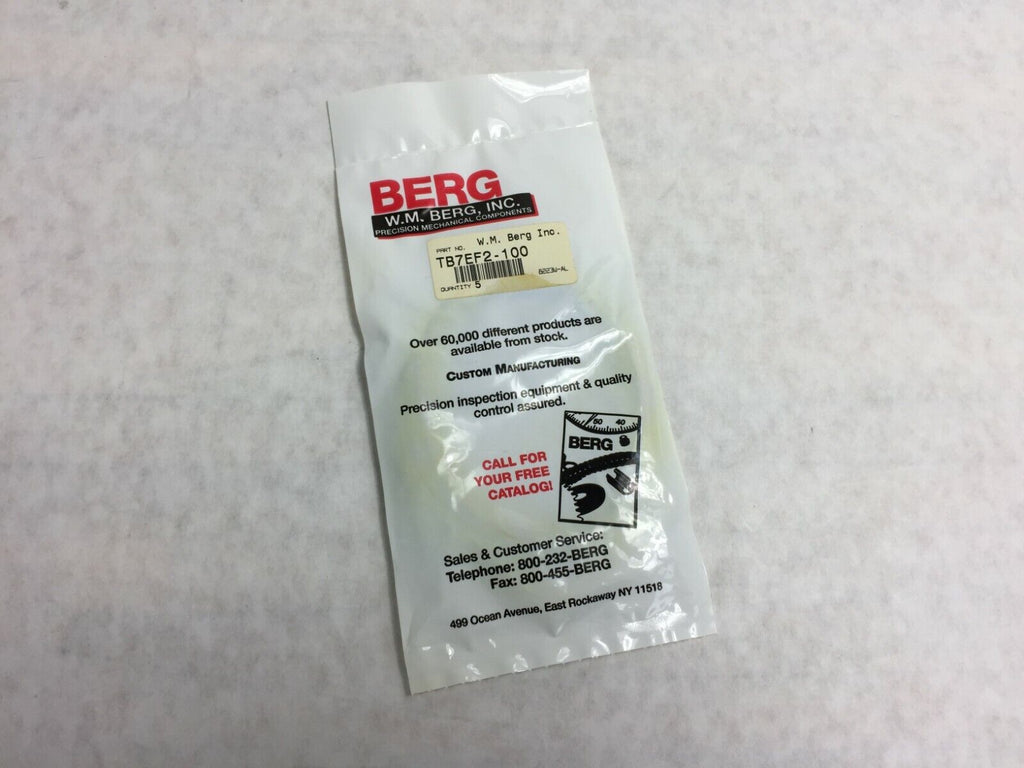 BERG
W.M. BERG, INC.
PRECISION MECHANICAL COMPONENTS
W.M. Berg Inc.
PART NO.
TB7EF2-100
QUANTITY 5
Over 60,000 different products are
available from stock.
CUSTOM MANUFACTURING
Precision inspection equipment & quality
control assured.
50 40
BERG
CALL FOR
YOUR FREE
CATALOG!
Sales & Customer Service:
Telephone: 800-232-BERG
Fax: 800-455-BERG
499 Ocean Avenue, East Rockaway NY 11518